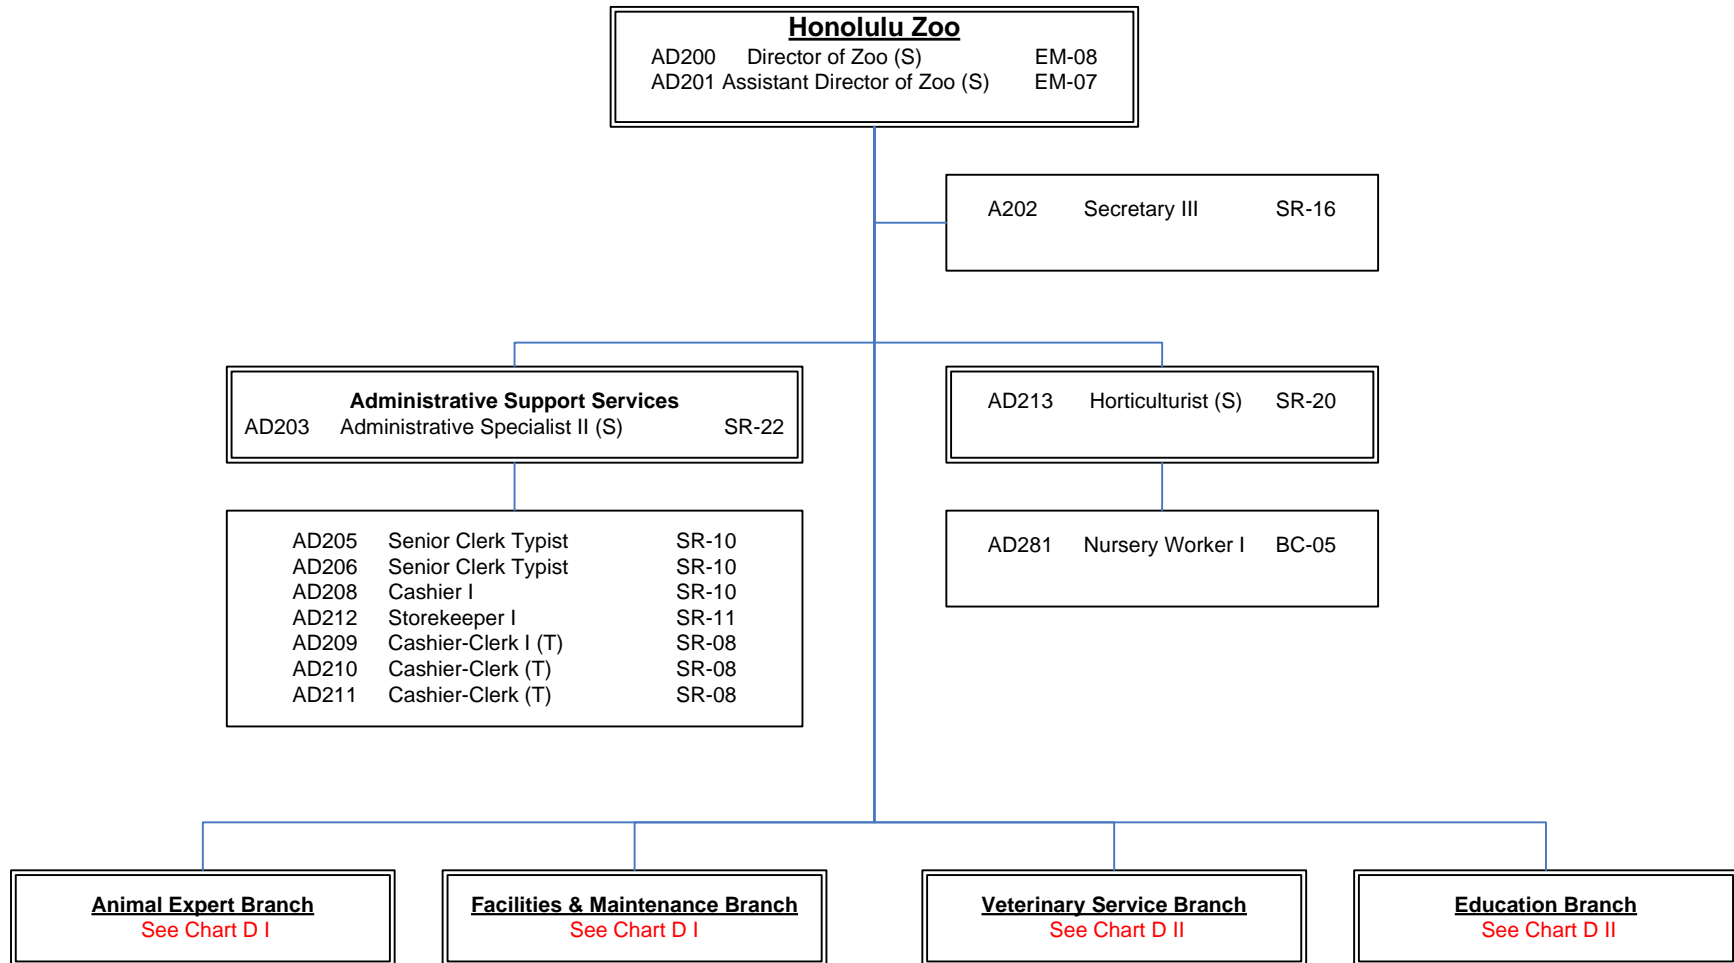 Honolulu Zoo
AD200 Director of Zoo (S) EM-08
AD201 Assistant Director of Zoo (S) EM-07
A202 Secretary III SR-16
Administrative Support Services
AD203 Administrative Specialist II (S) SR-22
AD213 Horticulturist (S) SR-20
AD205 Senior Clerk Typist SR-10
AD206 Senior Clerk Typist SR-10
AD208 Cashier I SR-10
AD212 Storekeeper I SR-11
AD209 Cashier-Clerk I (T) SR-08
AD210 Cashier-Clerk (T) SR-08
AD211 Cashier-Clerk (T) SR-08
AD281 Nursery Worker I BC-05
Animal Expert Branch
See Chart D I
Facilities & Maintenance Branch
See Chart D I
Veterinary Service Branch
See Chart D II
Education Branch
See Chart D II